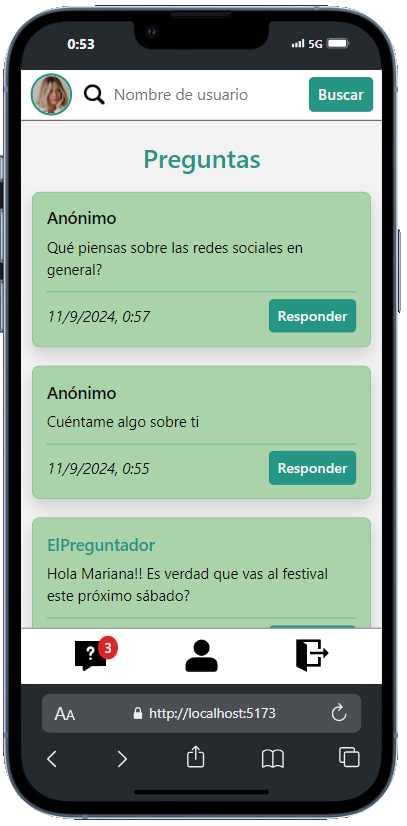 0:53
5G
Nombre de usuario
Buscar
Preguntas
Anónimo
Qué piensas sobre las redes sociales en
general?
11/9/2024, 0:57
Responder
Anónimo
Cuéntame algo sobre ti
11/9/2024, 0:55
Responder
ElPreguntador
Hola Mariana!! Es verdad que vas al festival
este próximo sábado?
?
3
AA
http://localhost:5173